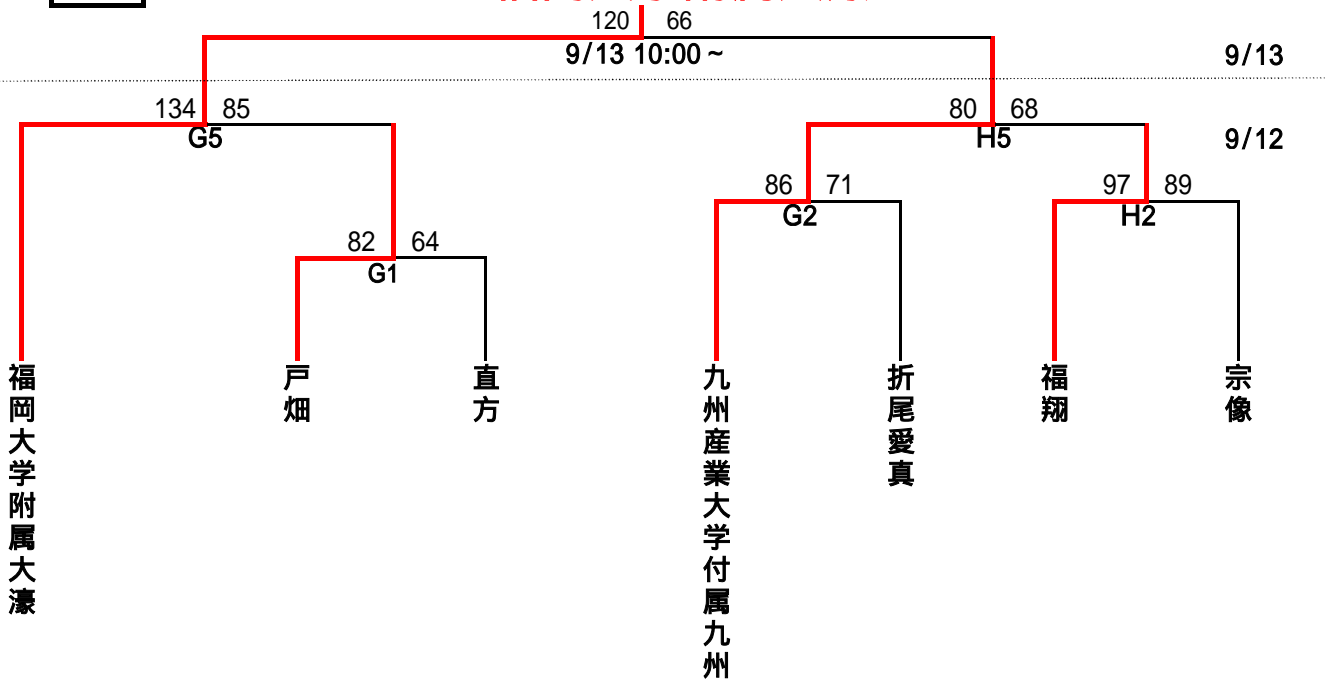 120 66
9/13 10:00～
9/13
134 85
G5
80 68
H5
9/12
86 71
G2
97 89
H2
82 64
G1
福岡大学附属大濠
戸畑
直方
九州産業大学付属九州
折尾愛真
福翔
宗像